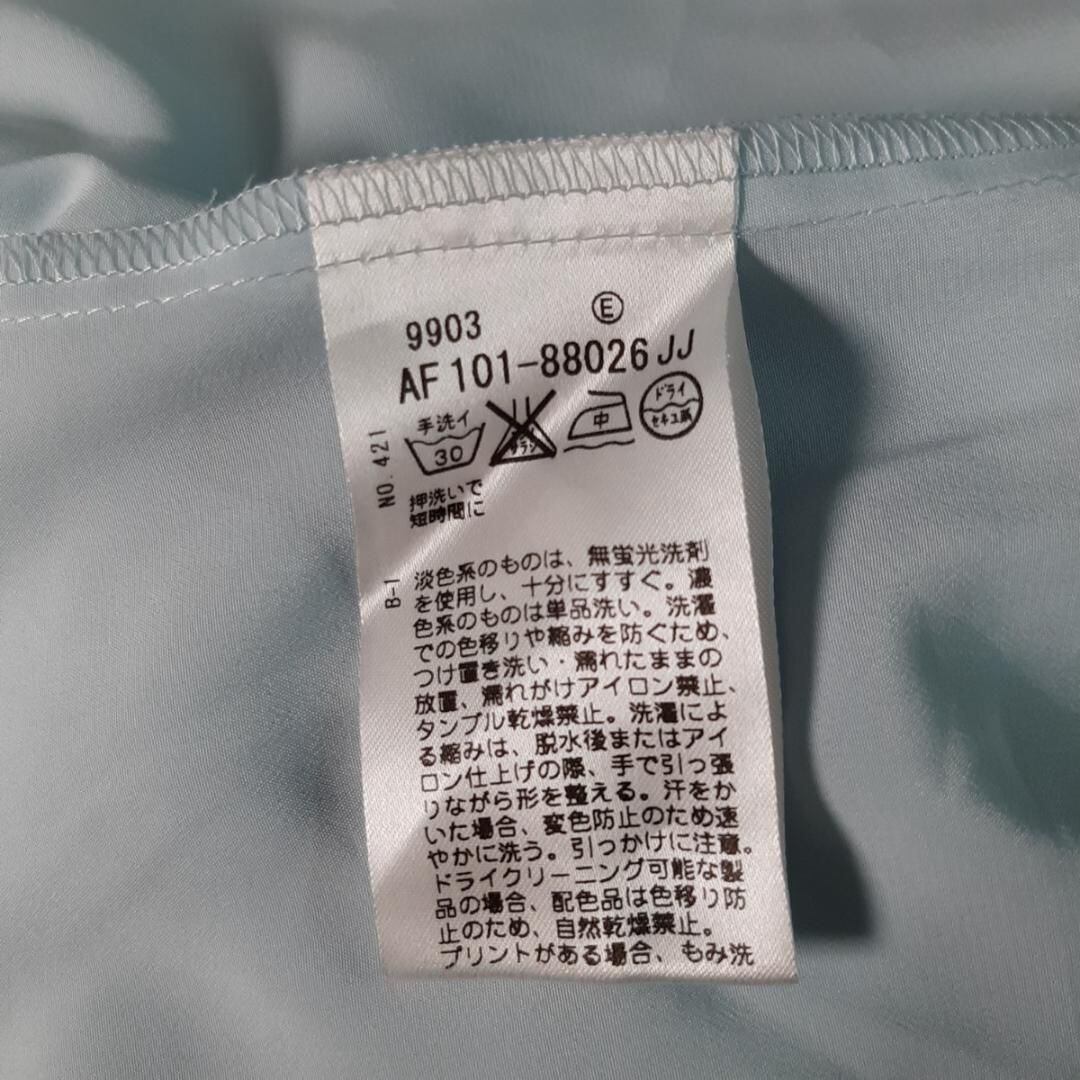 Ⓔ
9903
AF 101-88026 JJ
手洗イ
30
エンソ
サラシ
中
ドライ
セキユ系
NO. 421
押洗いで
短時間に
B-1
淡色系のものは、無蛍光洗剤
を使用し、十分にすすぐ。濃
色系のものは単品洗い。洗濯
での色移りや縮みを防ぐため、
つけ置き洗い・濡れたままの
放置、濡れがけアイロン禁止、
タンブル乾燥禁止。洗濯によ
る縮みは、脱水後またはアイ
ロン仕上げの際、手で引っ張
りながら形を整える。汗をか
いた場合、変色防止のため速
やかに洗う。引っかけに注意。
ドライクリーニング可能な製
品の場合、配色品は色移り防
止のため、自然乾燥禁止。
プリントがある場合、もみ洗